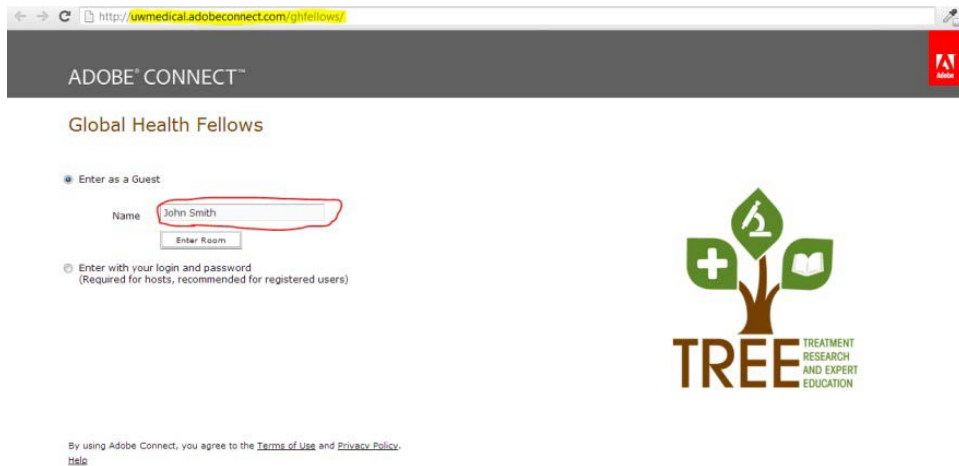 http://uwmedical.adobeconnect.com/ghfellows/
ADOBE® CONNECT™
Adobe
Global Health Fellows
Enter as a Guest
Name
John Smith
Enter Room
Enter with your login and password
(Required for hosts, recommended for registered users)
TREE
TREATMENT
RESEARCH
AND EXPERT
EDUCATION
By using Adobe Connect, you agree to the Terms of Use and Privacy Policy.
Help